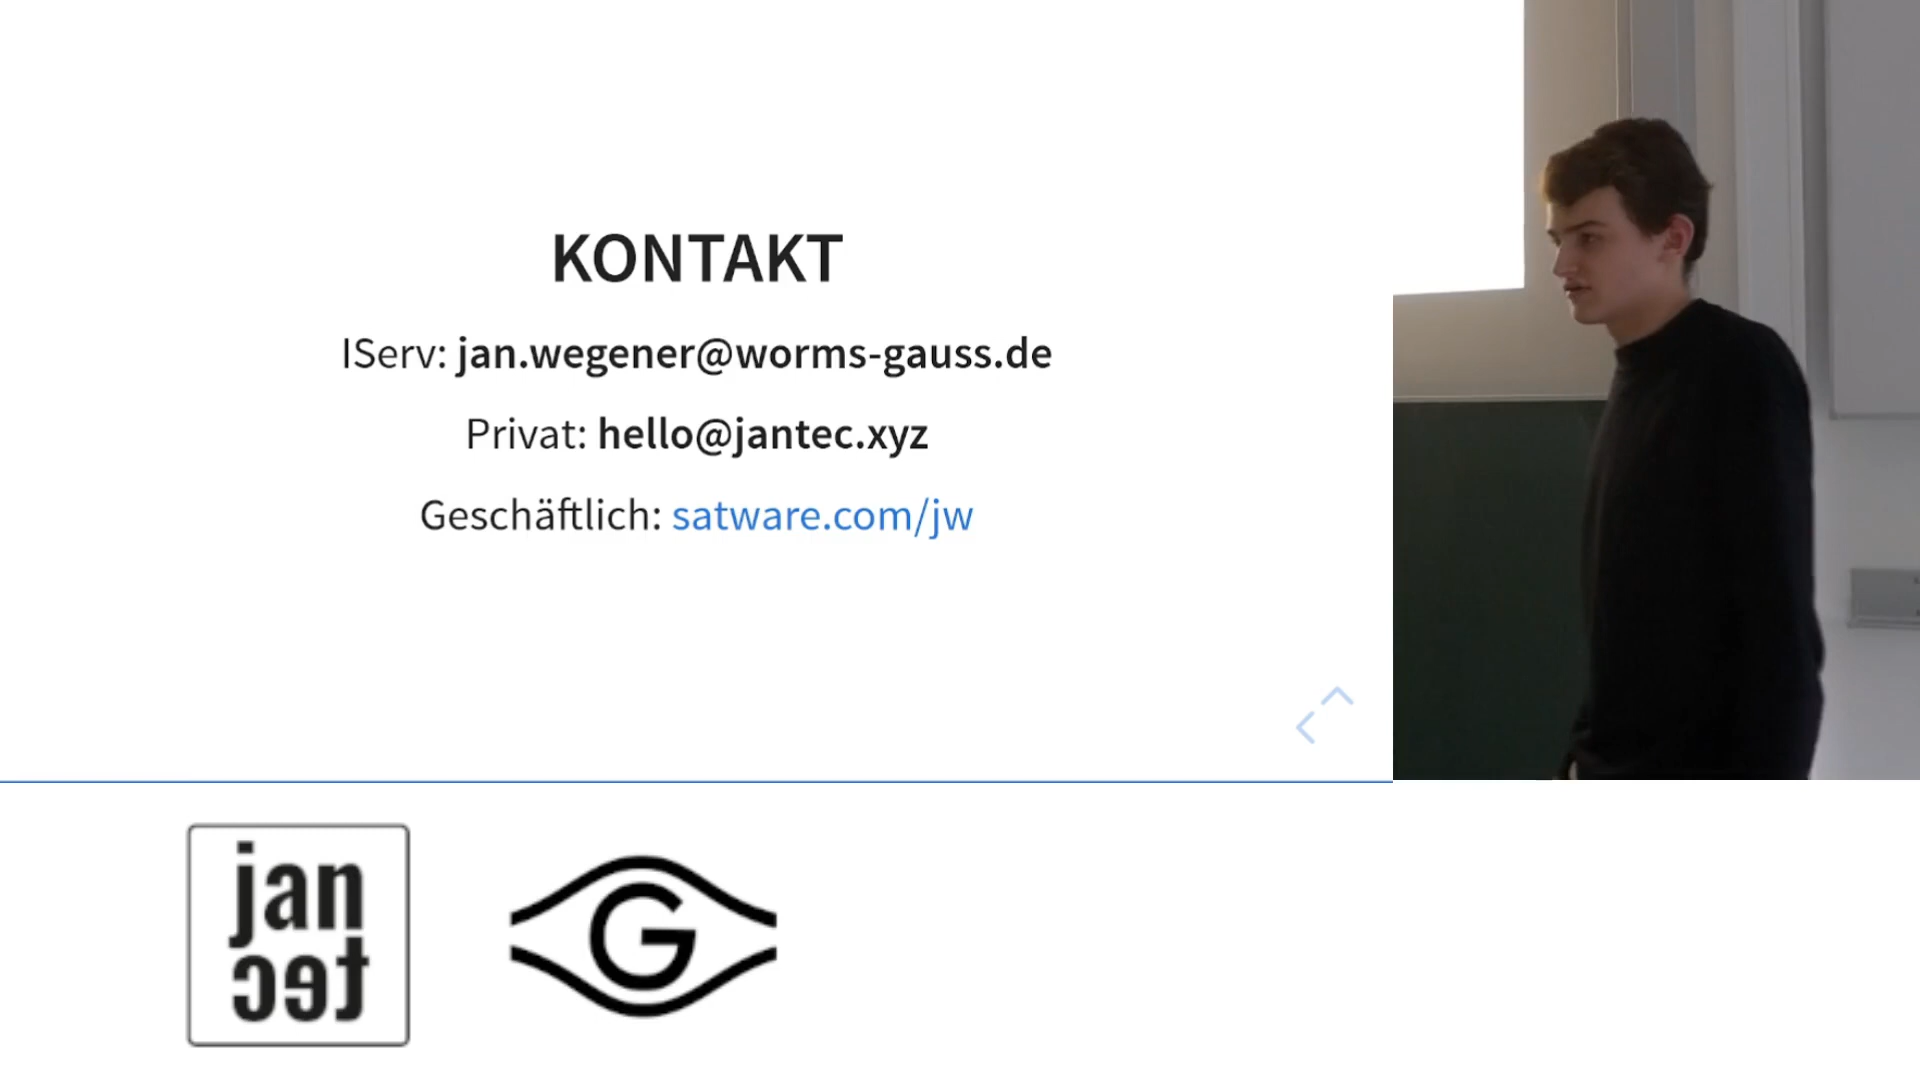 KONTAKT
IServ: jan.wegener@worms-gauss.de
Privat: hello@jantec.xyz
Geschäftlich: satware.com/jw
jan
tec
G